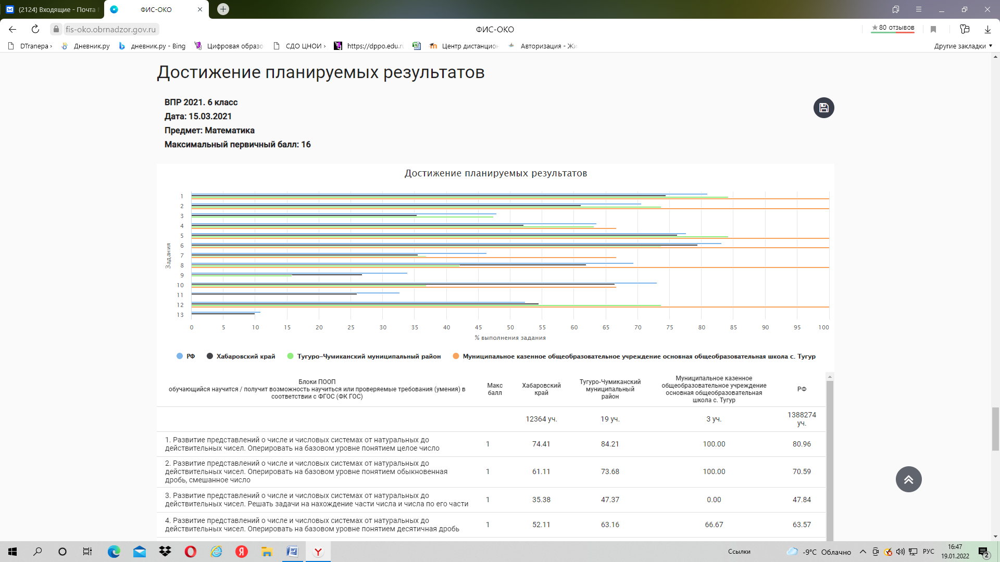 (2124) Входящие - Почта
ФИС-ОКО
fis-oko.obrnadzor.gov.ru
ФИС-ОКО
★80 отзывов
DTraпера ›
Дневник.ру
дневник.ру - Bing
Цифровая образо
СДО ЦНОИ ›
https://dppo.edu.ru
Центр дистанцион
Авторизация - Жи
Другие закладки ▼
Достижение планируемых результатов
ВПР 2021. 6 класс
Дата: 15.03.2021
Предмет: Математика
Максимальный первичный балл: 16
Достижение планируемых результатов
1
2
3
4
5
6
7
8
9
10
11
12
13
Задания
0 5 10 15 20 25 30 35 40 45 50 55 60 65 70 75 80 85 90 95 100
% выполнения задания
РФ Хабаровский край Тугуро-Чумиканский муниципальный район Муниципальное казенное общеобразовательное учреждение основная общеобразовательная школа с. Тугур
Блоки ПООП
обучающийся научится / получит возможность научиться или проверяемые требования (умения) в
соответствии с ФГОС (ФК ГОС)
Макс
балл
Хабаровский
край
Тугуро-Чумиканский
муниципальный
район
Муниципальное казенное
общеобразовательное учреждение
основная общеобразовательная
школа с. Тугур
РФ
12364 уч. 19 уч. 3 уч. 1388274
уч.
1. Развитие представлений о числе и числовых системах от натуральных до
действительных чисел. Оперировать на базовом уровне понятием целое число
1 74.41 84.21 100.00 80.96
2. Развитие представлений о числе и числовых системах от натуральных до
действительных чисел. Оперировать на базовом уровне понятием обыкновенная
дробь, смешанное число
1 61.11 73.68 100.00 70.59
3. Развитие представлений о числе и числовых системах от натуральных до
действительных чисел. Решать задачи на нахождение части числа и числа по его части
1 35.38 47.37 0.00 47.84
4. Развитие представлений о числе и числовых системах от натуральных до
действительных чисел. Оперировать на базовом уровне понятием десятичная дробь
1 52.11 63.16 66.67 63.57
Ссылки
-9°C Облачно
РУС
16:47
19.01.2022
2